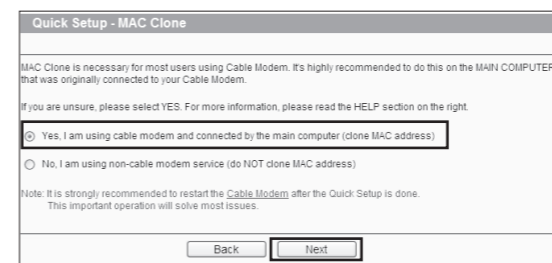 Quick Setup - MAC Clone
MAC Clone is necessary for most users using Cable Modem. It's highly recommended to do this on the MAIN COMPUTER
that was originally connected to your Cable Modem.
If you are unsure, please select YES. For more information, please read the HELP section on the right.
Yes, I am using cable modem and connected by the main computer (clone MAC address)
No, I am using non-cable modem service (do NOT clone MAC address)
Note: It is strongly recommended to restart the Cable Modem after the Quick Setup is done.
This important operation will solve most issues.
Back Next